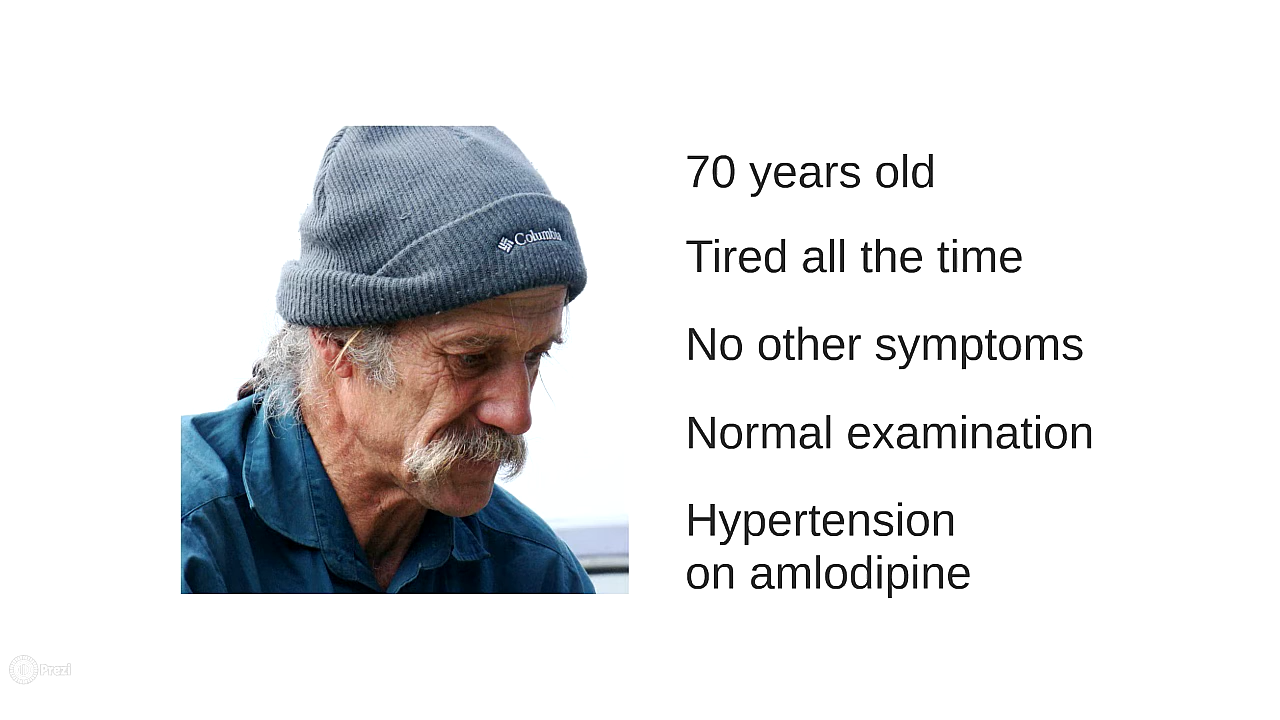 Columbia
70 years old
Tired all the time
No other symptoms
Normal examination
Hypertension
on amlodipine
Prezi